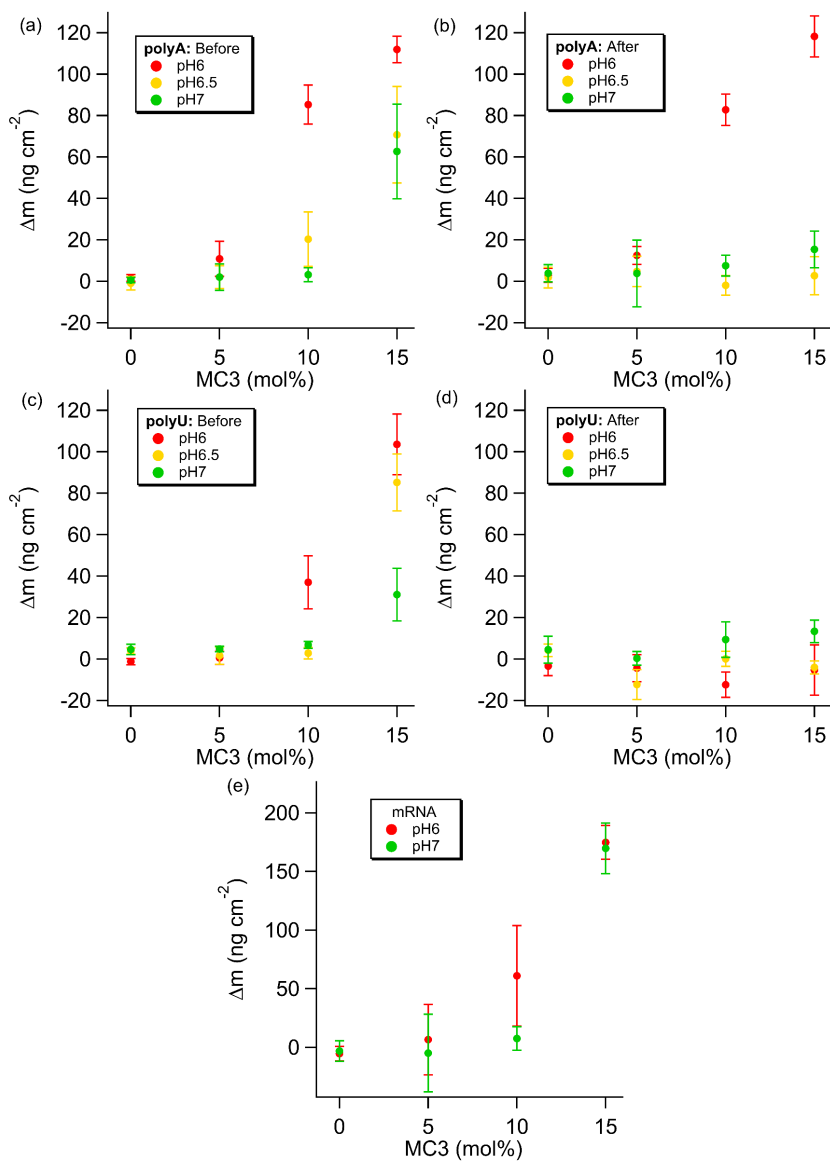 (a)
polyA: Before
pH6
pH6.5
pH7
120
100
80
60
40
20
0
-20
Δm (ng cm-2)
0 5 10 15
MC3 (mol%)
(b)
polyA: After
pH6
pH6.5
pH7
120
100
80
60
40
20
0
-20
Δm (ng cm-2)
0 5 10 15
MC3 (mol%)
(c)
polyU: Before
pH6
pH6.5
pH7
120
100
80
60
40
20
0
-20
Δm (ng cm-2)
0 5 10 15
MC3 (mol%)
(d)
polyU: After
pH6
pH6.5
pH7
120
100
80
60
40
20
0
-20
Δm (ng cm-2)
0 5 10 15
MC3 (mol%)
(e)
mRNA
pH6
pH7
200
150
100
50
0
Δm (ng cm-2)
0 5 10 15
MC3 (mol%)